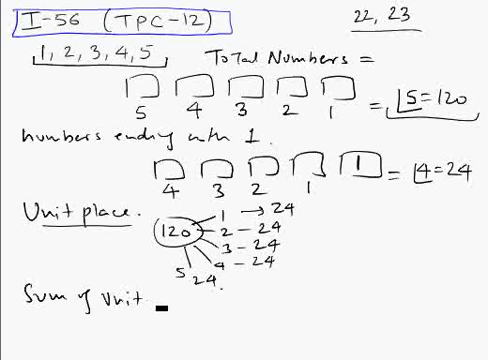 I-56 (TPC-12)
22, 23
1, 2, 3, 4, 5 Total Numbers =
5 4 3 2 1 = ⌊5 = 120
numbers ending with 1.
1
4 3 2 1 = ⌊4 = 24
Unit place.
120
1 → 24
2 - 24
3 - 24
4 - 24
5 24.
Sum of Unit